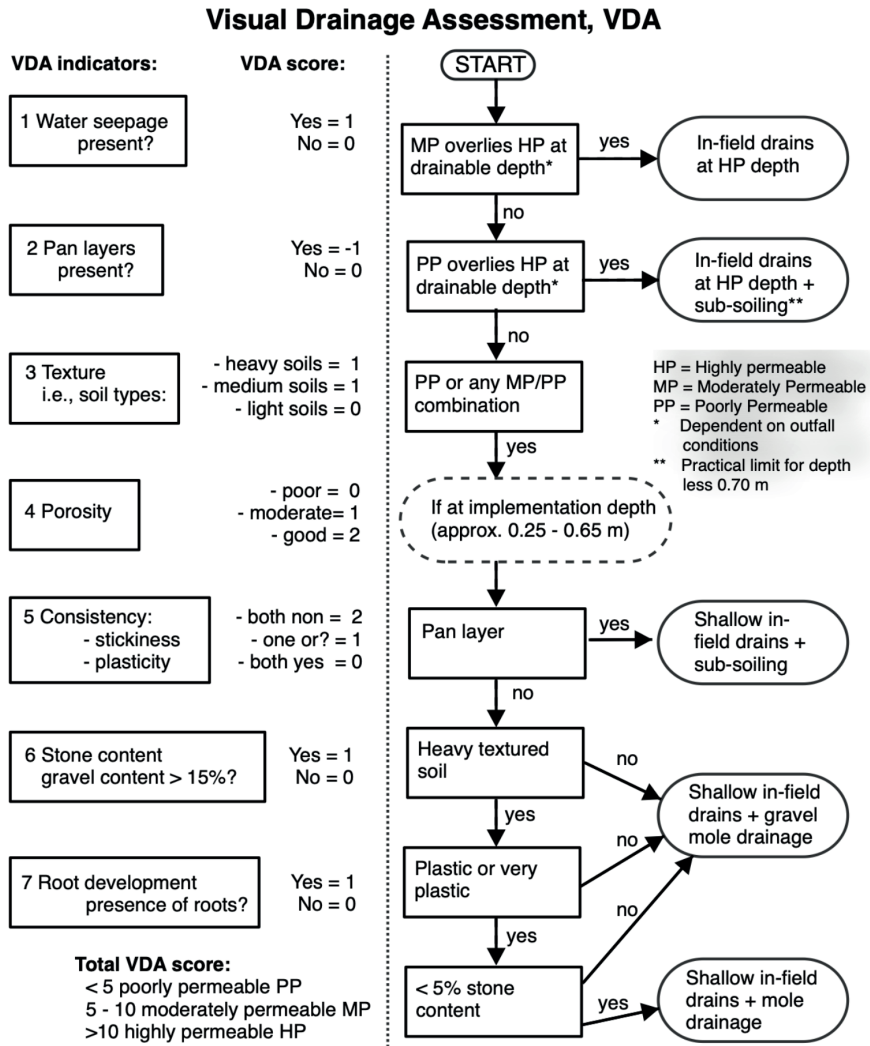 Visual Drainage Assessment, VDA
VDA indicators:
VDA score:
1 Water seepage
present?
Yes = 1
No = 0
2 Pan layers
present?
Yes = -1
No = 0
3 Texture
i.e., soil types:
- heavy soils = 1
- medium soils = 1
- light soils = 0
4 Porosity
- poor = 0
- moderate= 1
- good = 2
5 Consistency:
- stickiness
- plasticity
- both non = 2
- one or? = 1
- both yes = 0
6 Stone content
gravel content > 15%?
Yes = 1
No = 0
7 Root development
presence of roots?
Yes = 1
No = 0
Total VDA score:
< 5 poorly permeable PP
5 - 10 moderately permeable MP
>10 highly permeable HP
START
MP overlies HP at
drainable depth*
yes
In-field drains
at HP depth
no
PP overlies HP at
drainable depth*
yes
In-field drains
at HP depth +
sub-soiling**
no
PP or any MP/PP
combination
HP = Highly permeable
MP = Moderately Permeable
PP = Poorly Permeable
* Dependent on outfall
conditions
** Practical limit for depth
less 0.70 m
yes
If at implementation depth
(approx. 0.25 - 0.65 m)
Pan layer
yes
Shallow in-
field drains +
sub-soiling
no
Heavy textured
soil
no
Shallow in-field
drains + gravel
mole drainage
yes
Plastic or very
plastic
no
yes
< 5% stone
content
no
yes
Shallow in-field
drains + mole
drainage